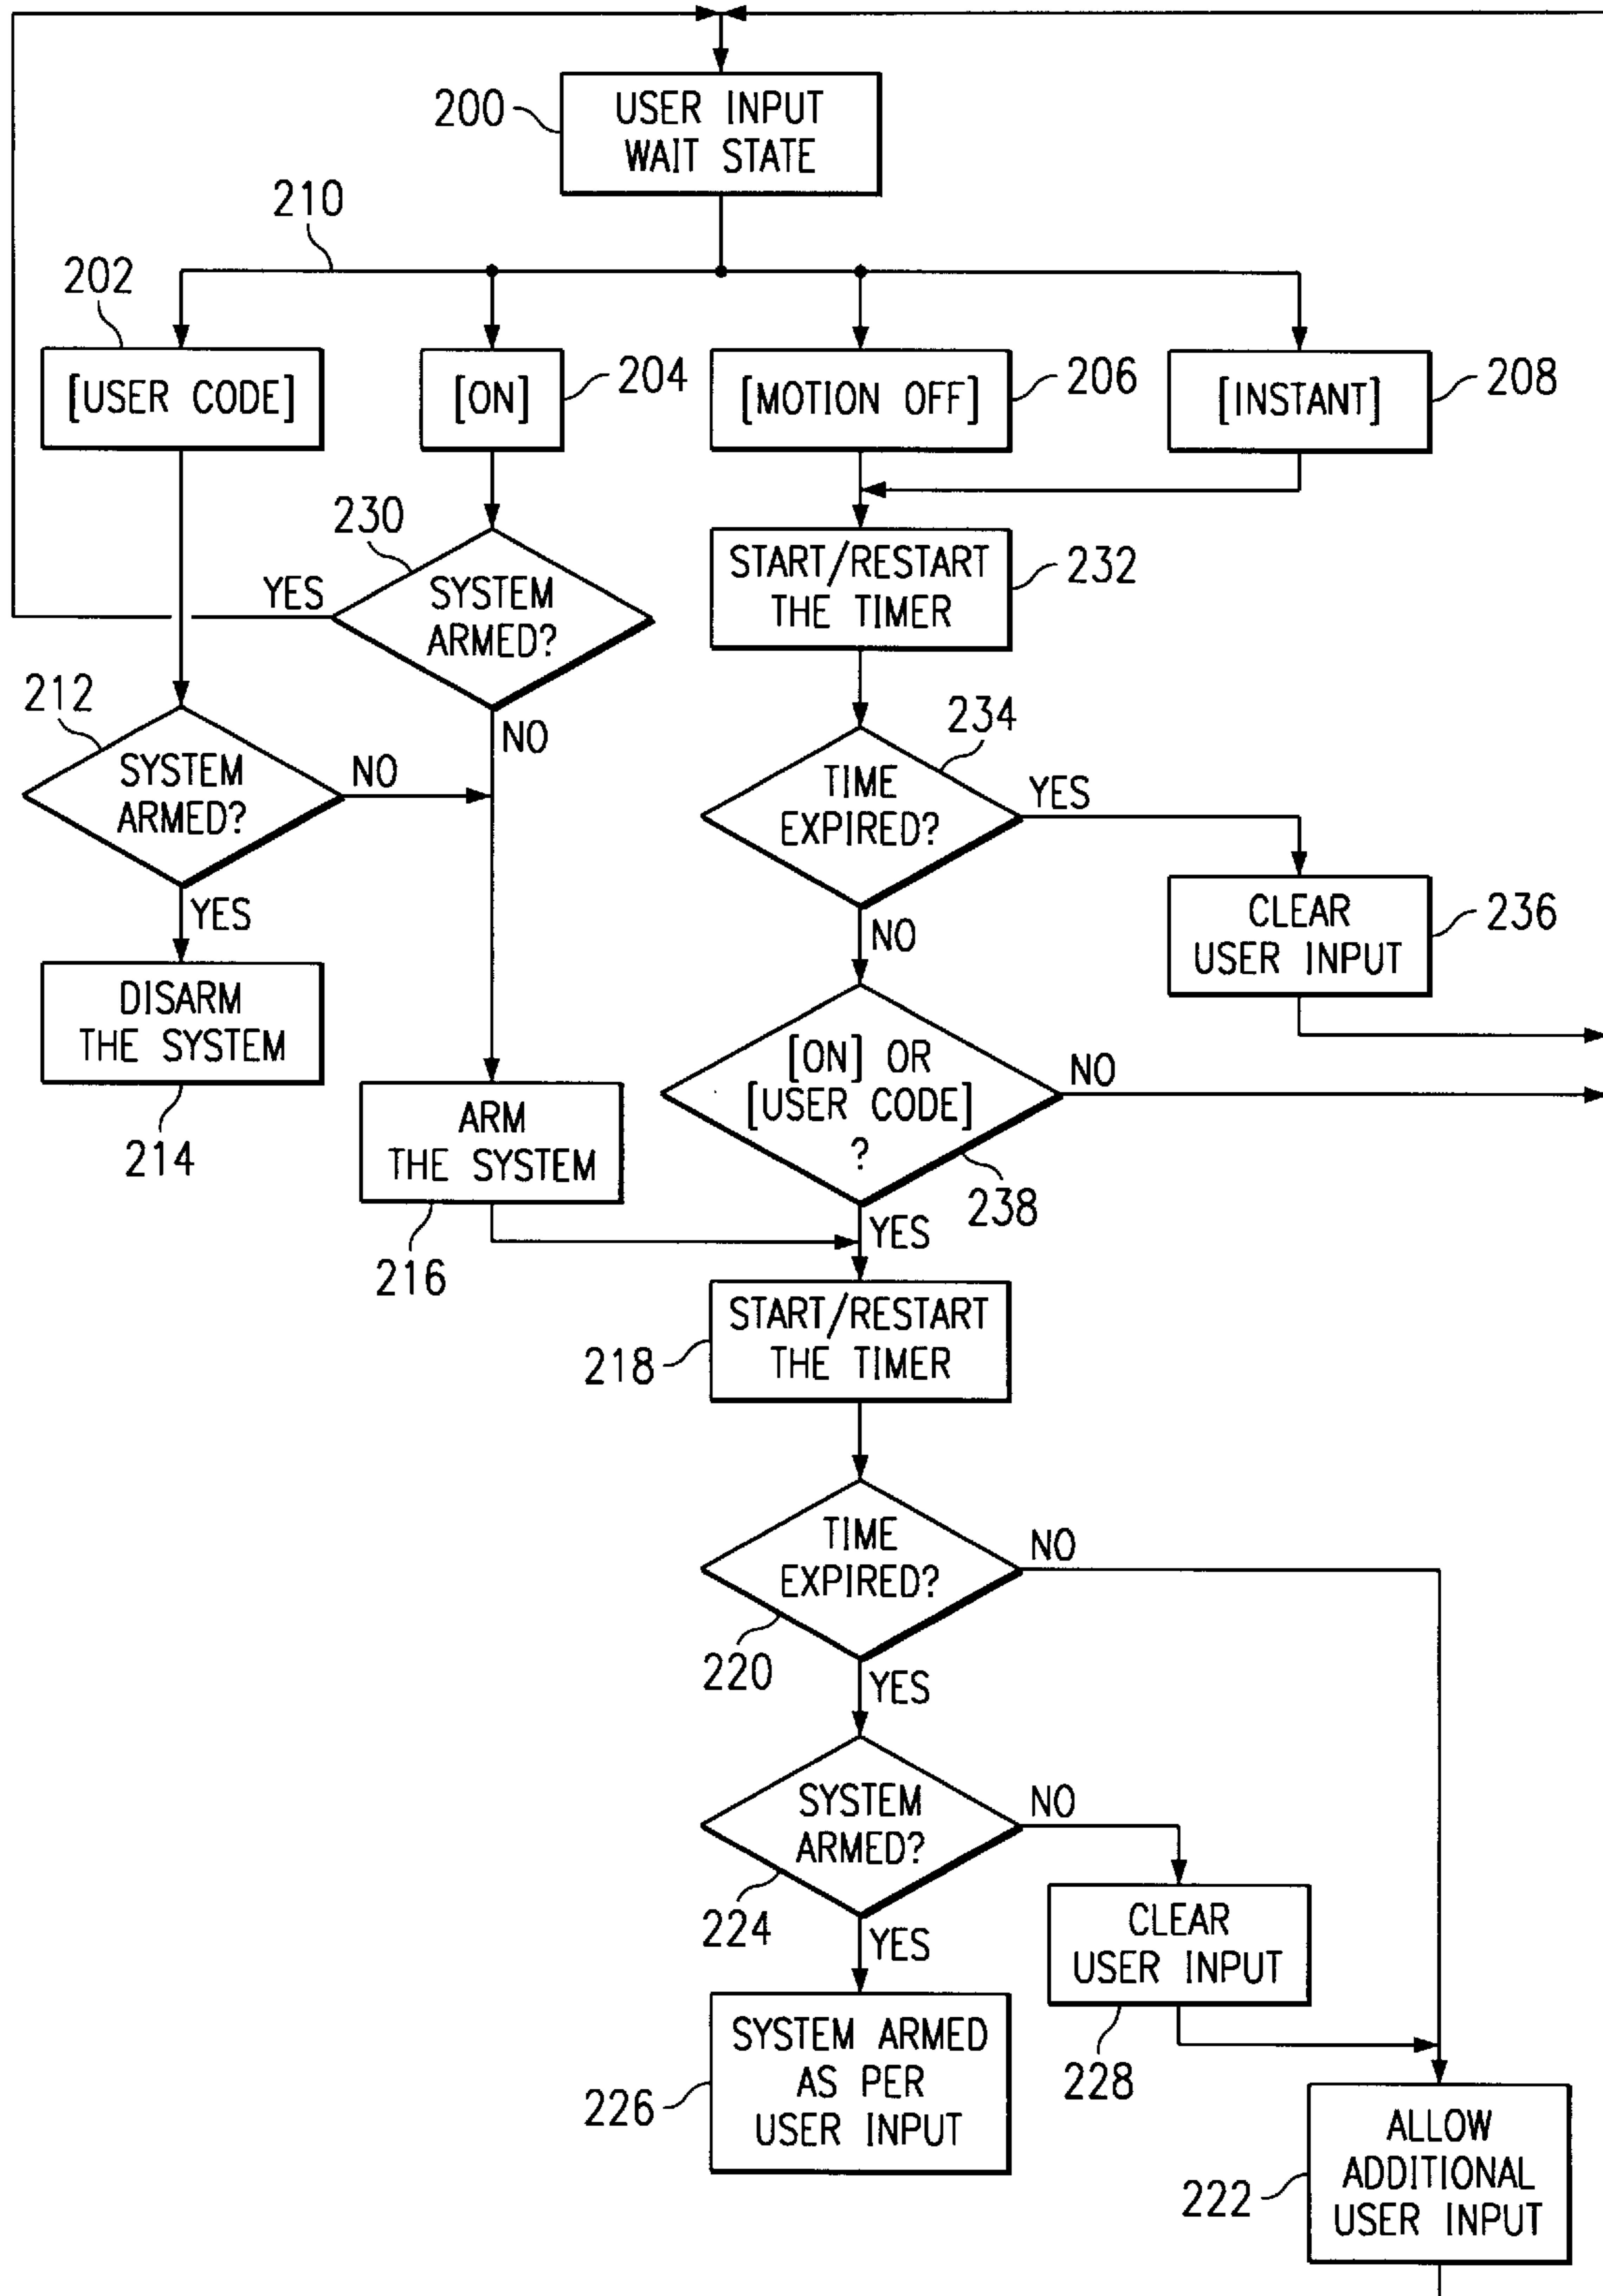 200
USER INPUT
WAIT STATE
210
202
[USER CODE]
[ON]
204
[MOTION OFF]
206
[INSTANT]
208
230
YES
SYSTEM
ARMED?
NO
START/RESTART
THE TIMER
232
212
SYSTEM
ARMED?
NO
YES
234
TIME
EXPIRED?
YES
NO
CLEAR
USER INPUT
236
DISARM
THE SYSTEM
214
[ON] OR
[USER CODE]
?
NO
238
YES
ARM
THE SYSTEM
216
START/RESTART
THE TIMER
218
TIME
EXPIRED?
NO
220
YES
SYSTEM
ARMED?
NO
224
YES
CLEAR
USER INPUT
228
SYSTEM ARMED
AS PER
USER INPUT
226
ALLOW
ADDITIONAL
USER INPUT
222